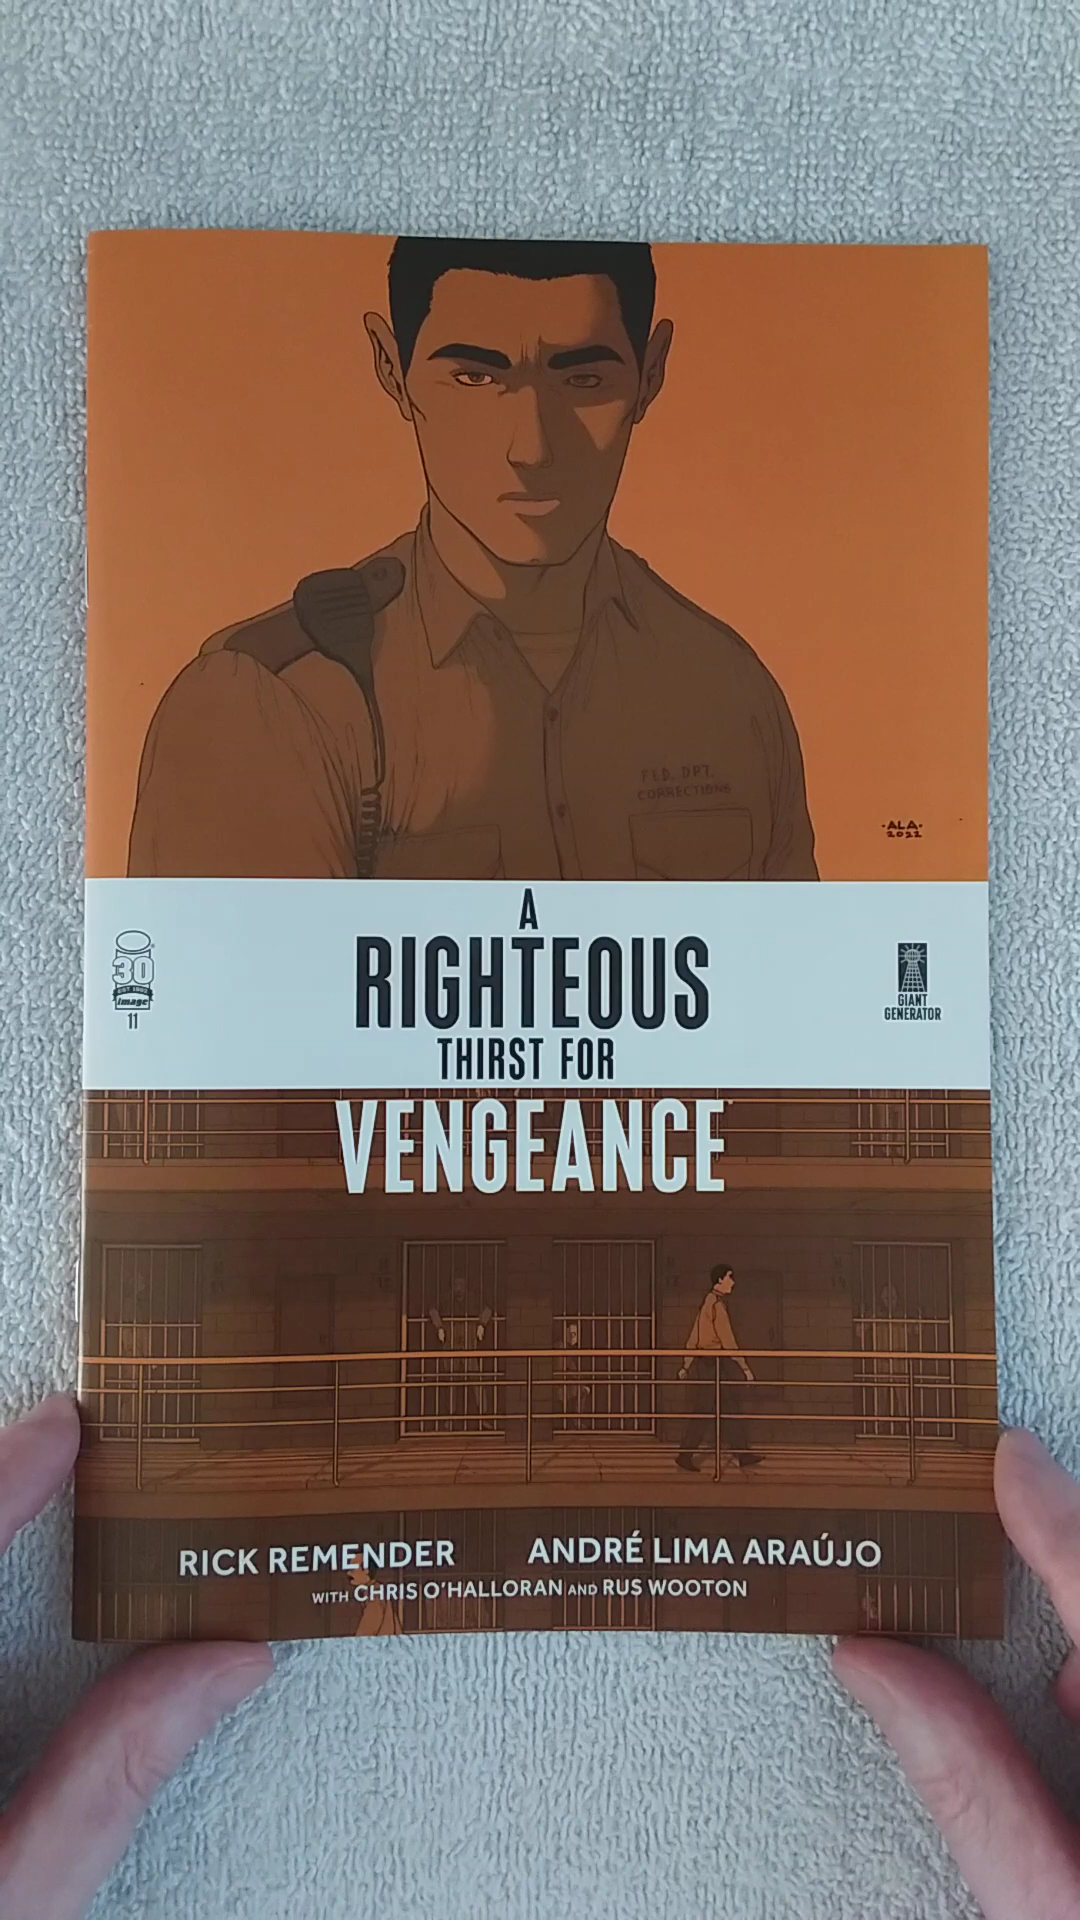 FED. DPT.
CORRECTIONS
·ALA·
2022
A
RIGHTEOUS
THIRST FOR
VENGEANCE
30
image
11
GIANT
GENERATOR
RICK REMENDER ANDRÉ LIMA ARAÚJO
WITH CHRIS O'HALLORAN AND RUS WOOTON